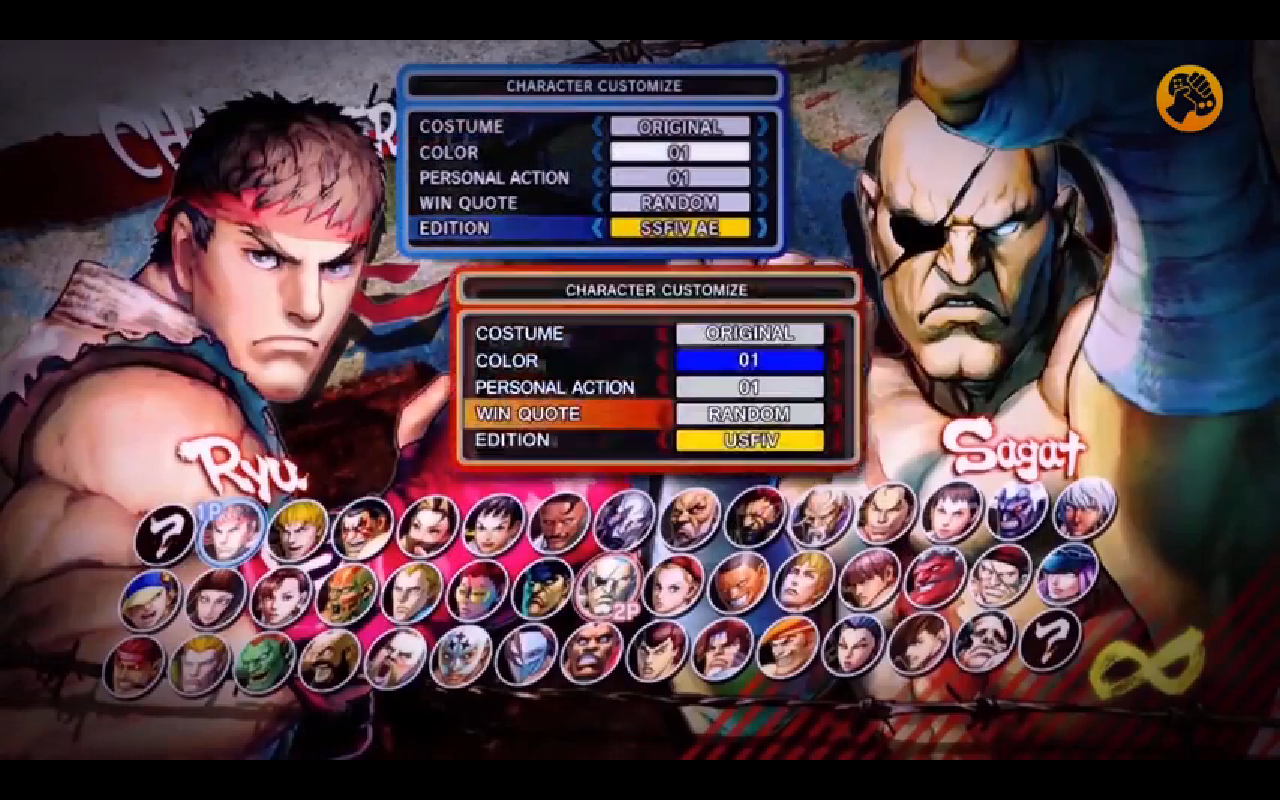 CHARACTER CUSTOMIZE
COSTUME ORIGINAL
COLOR 01
PERSONAL ACTION 01
WIN QUOTE RANDOM
EDITION SSFIV AE
CHARACTER CUSTOMIZE
COSTUME ORIGINAL
COLOR 01
PERSONAL ACTION 01
WIN QUOTE RANDOM
EDITION USFIV
Ryu
Sagat
? 1P
2P
?